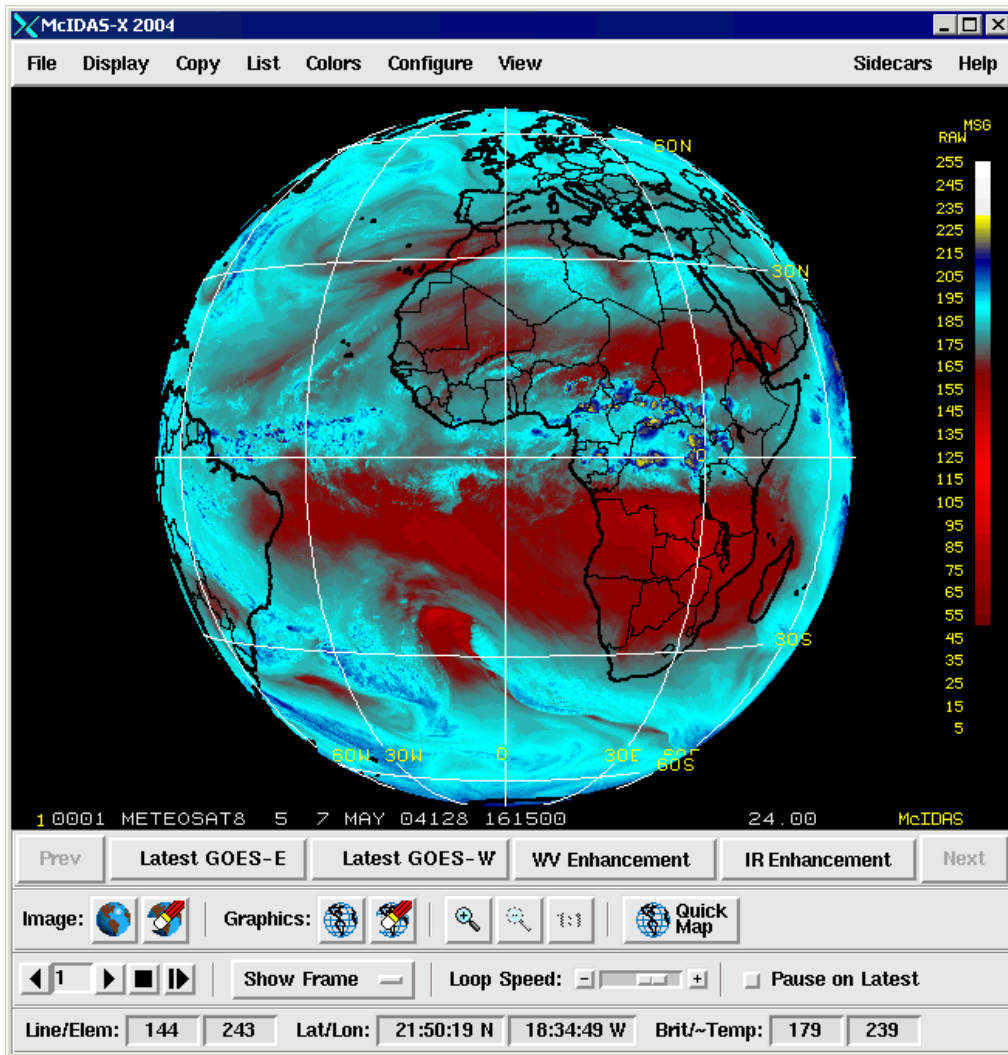 McIDAS-X 2004
File Display Copy List Colors Configure View Sidecars Help
MSG
RAW
60N
255
245
235
225
215
30N
205
195
185
175
165
155
145
135
0
125
115
105
95
85
75
65
55
30S
45
35
25
15
5
60W 30W 0 30E
60S
1 0001 METEOSAT8 5 7 MAY 04128 161500 24.00 McIDAS
Prev Latest GOES-E Latest GOES-W WV Enhancement IR Enhancement Next
Image: Graphics: 1:1 Quick Map
1 Show Frame Loop Speed: - + Pause on Latest
Line/Elem: 144 243 Lat/Lon: 21:50:19 N 18:34:49 W Brit/~Temp: 179 239